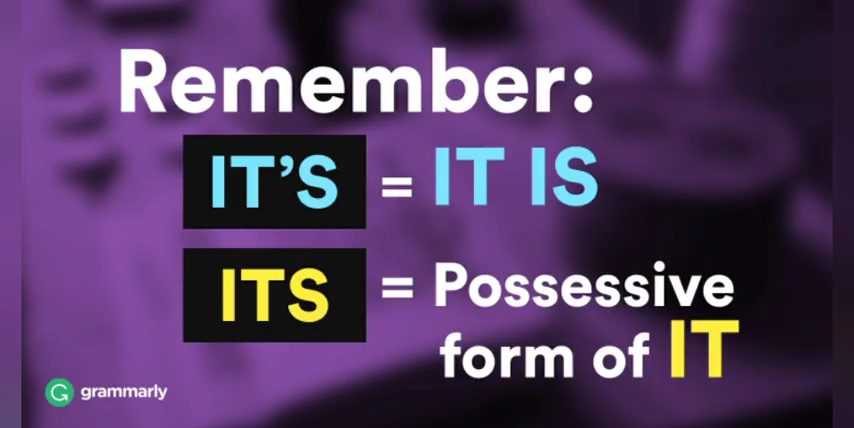 Remember:
IT’S = IT IS
ITS = Possessive
form of IT
grammarly